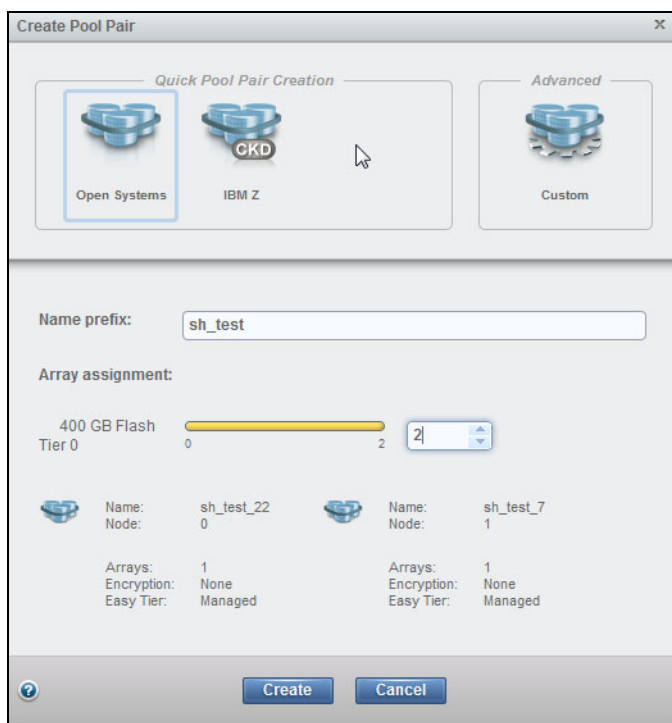 Create Pool Pair x
Quick Pool Pair Creation
Advanced
CKD
Open Systems IBM Z Custom
Name prefix: sh_test
Array assignment:
400 GB Flash
Tier 0
0 2
2
Name: sh_test_22
Node: 0
Arrays: 1
Encryption: None
Easy Tier: Managed
Name: sh_test_7
Node: 1
Arrays: 1
Encryption: None
Easy Tier: Managed
? Create Cancel